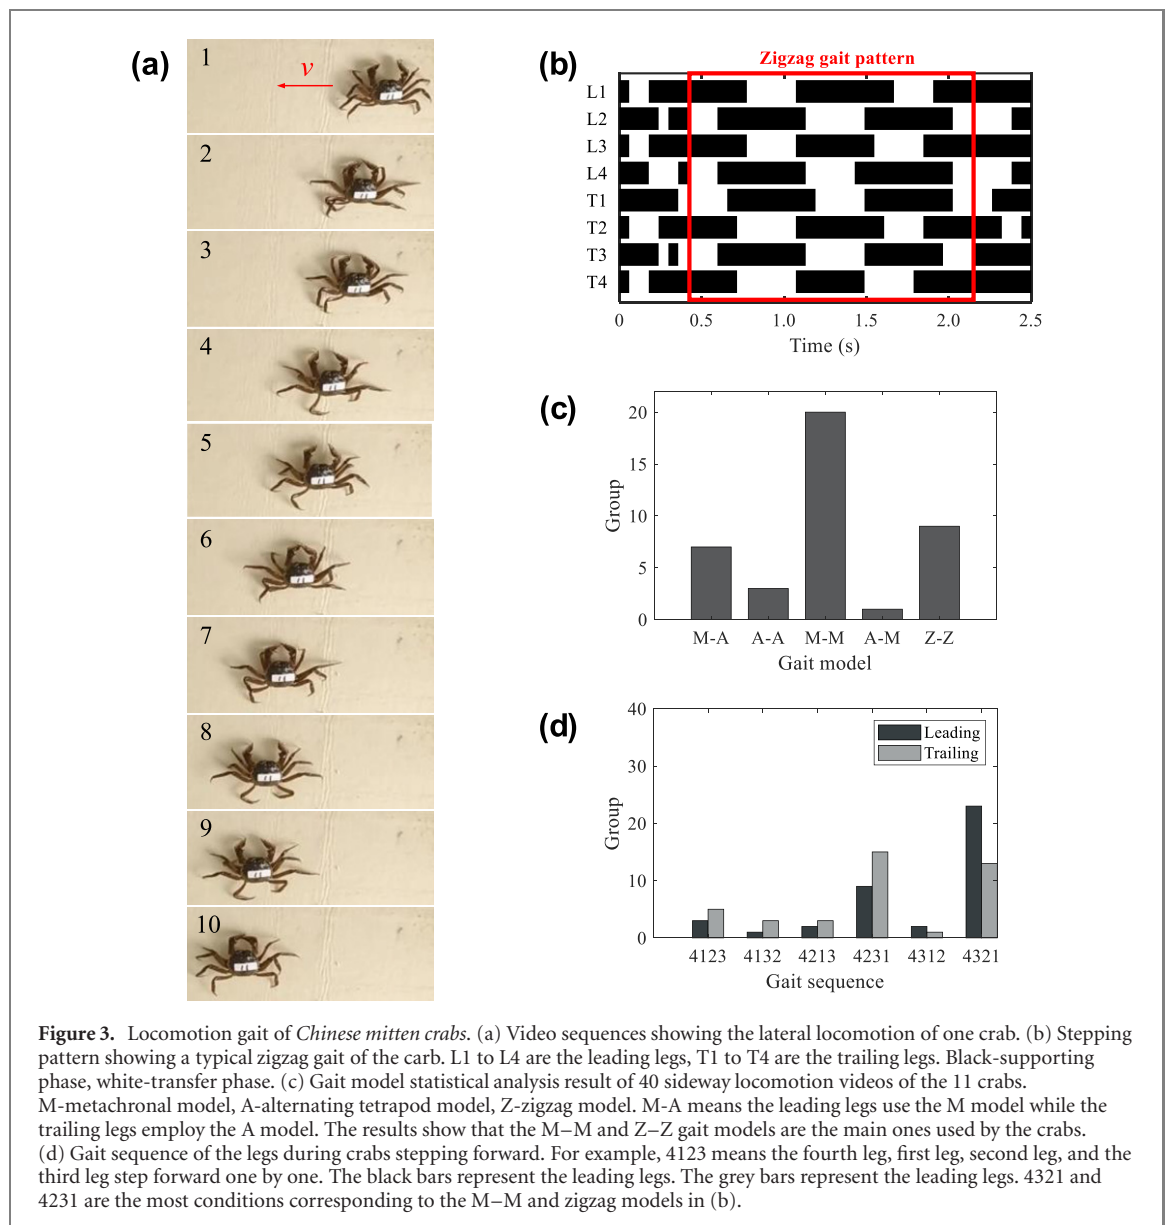 (a)
1
v
2
3
4
5
6
7
8
9
10
(b)
Zigzag gait pattern
L1
L2
L3
L4
T1
T2
T3
T4
0 0.5 1.0 1.5 2.0 2.5
Time (s)
(c)
20
15
10
5
0
Group
M-A A-A M-M A-M Z-Z
Gait model
(d)
40
30
20
10
0
Group
Leading
Trailing
4123 4132 4213 4231 4312 4321
Gait sequence
Figure 3. Locomotion gait of Chinese mitten crabs. (a) Video sequences showing the lateral locomotion of one crab. (b) Stepping
pattern showing a typical zigzag gait of the carb. L1 to L4 are the leading legs, T1 to T4 are the trailing legs. Black-supporting
phase, white-transfer phase. (c) Gait model statistical analysis result of 40 sideway locomotion videos of the 11 crabs.
M-metachronal model, A-alternating tetrapod model, Z-zigzag model. M-A means the leading legs use the M model while the
trailing legs employ the A model. The results show that the M–M and Z–Z gait models are the main ones used by the crabs.
(d) Gait sequence of the legs during crabs stepping forward. For example, 4123 means the fourth leg, first leg, second leg, and the
third leg step forward one by one. The black bars represent the leading legs. The grey bars represent the leading legs. 4321 and
4231 are the most conditions corresponding to the M–M and zigzag models in (b).